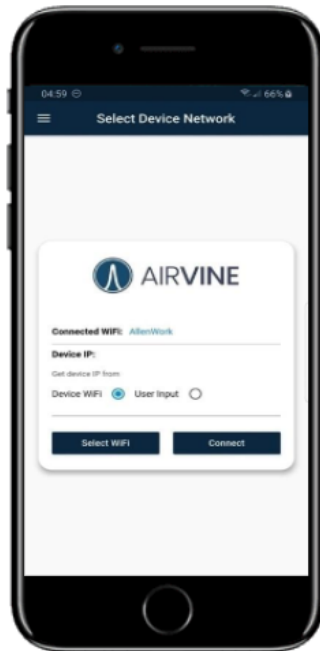 04:59 66%
Select Device Network
AIRVINE
Connected WiFi: AllenWork
Device IP:
Get device IP from
Device WiFi User Input
Select WiFi Connect